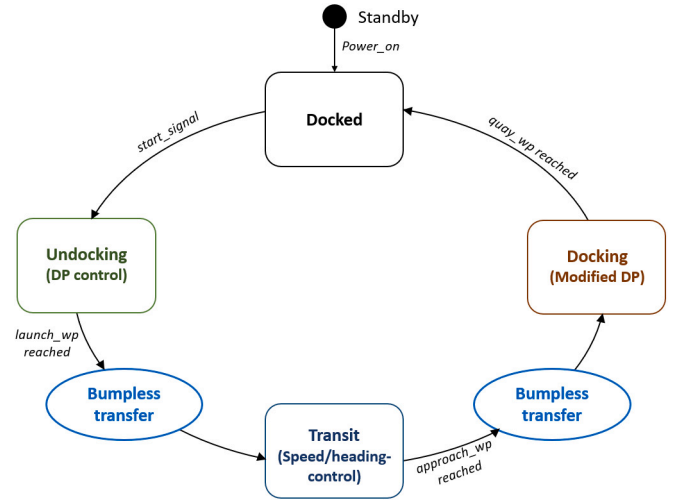 Standby
Power_on
Docked
start_signal
quay_wp reached
Undocking
(DP control)
Docking
(Modified DP)
launch_wp
reached
Bumpless
transfer
Bumpless
transfer
Transit
(Speed/heading-
control)
approach_wp
reached